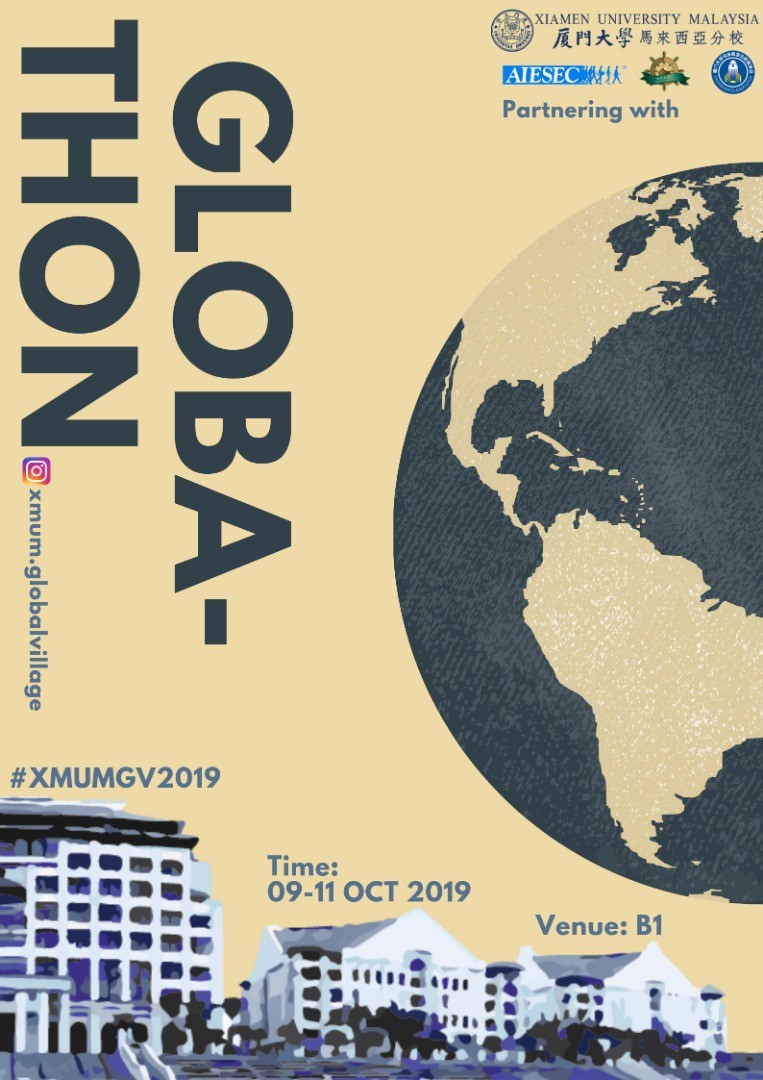 XIAMEN UNIVERSITY MALAYSIA
厦門大學 馬來西亞分校
AIESEC
Partnering with
GLOBA-
THON
xmum.globalvillage
#XMUMGV2019
Time:
09-11 OCT 2019
Venue: B1